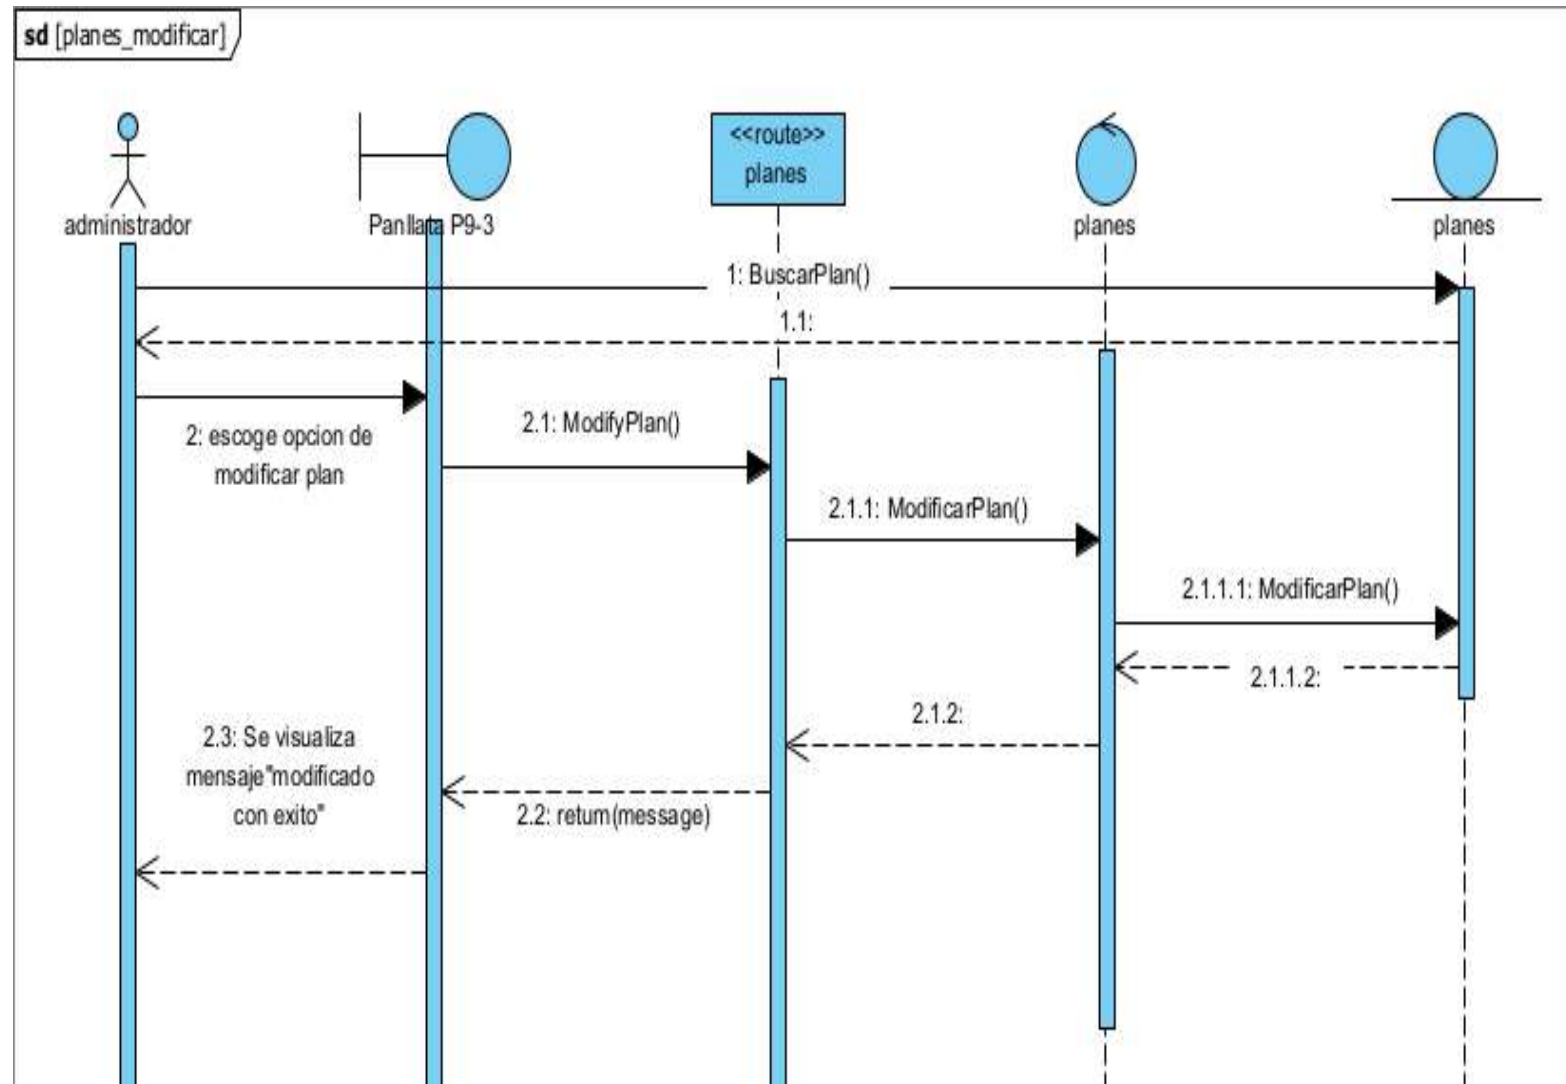 sd [planes_modificar]
<<route>>
planes
administrador
Panllata P9-3
planes
planes
1: BuscarPlan()
1.1:
2: escoge opcion de
modificar plan
2.1: ModifyPlan()
2.1.1: ModificarPlan()
2.1.1.1: ModificarPlan()
2.1.1.2:
2.1.2:
2.2: return(message)
2.3: Se visualiza
mensaje"modificado
con exito"